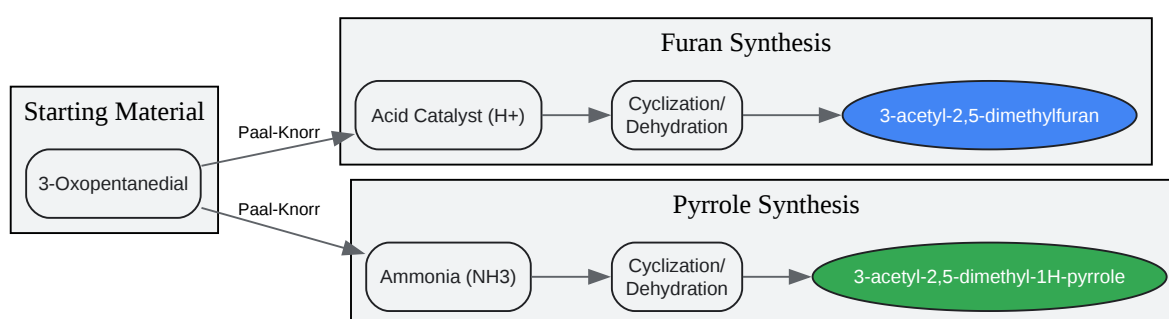 Furan Synthesis
Starting Material
Acid Catalyst (H+)
Cyclization/
Dehydration
3-acetyl-2,5-dimethylfuran
Paal-Knorr
3-Oxopentanedial
Paal-Knorr
Pyrrole Synthesis
Ammonia (NH3)
Cyclization/
Dehydration
3-acetyl-2,5-dimethyl-1H-pyrrole